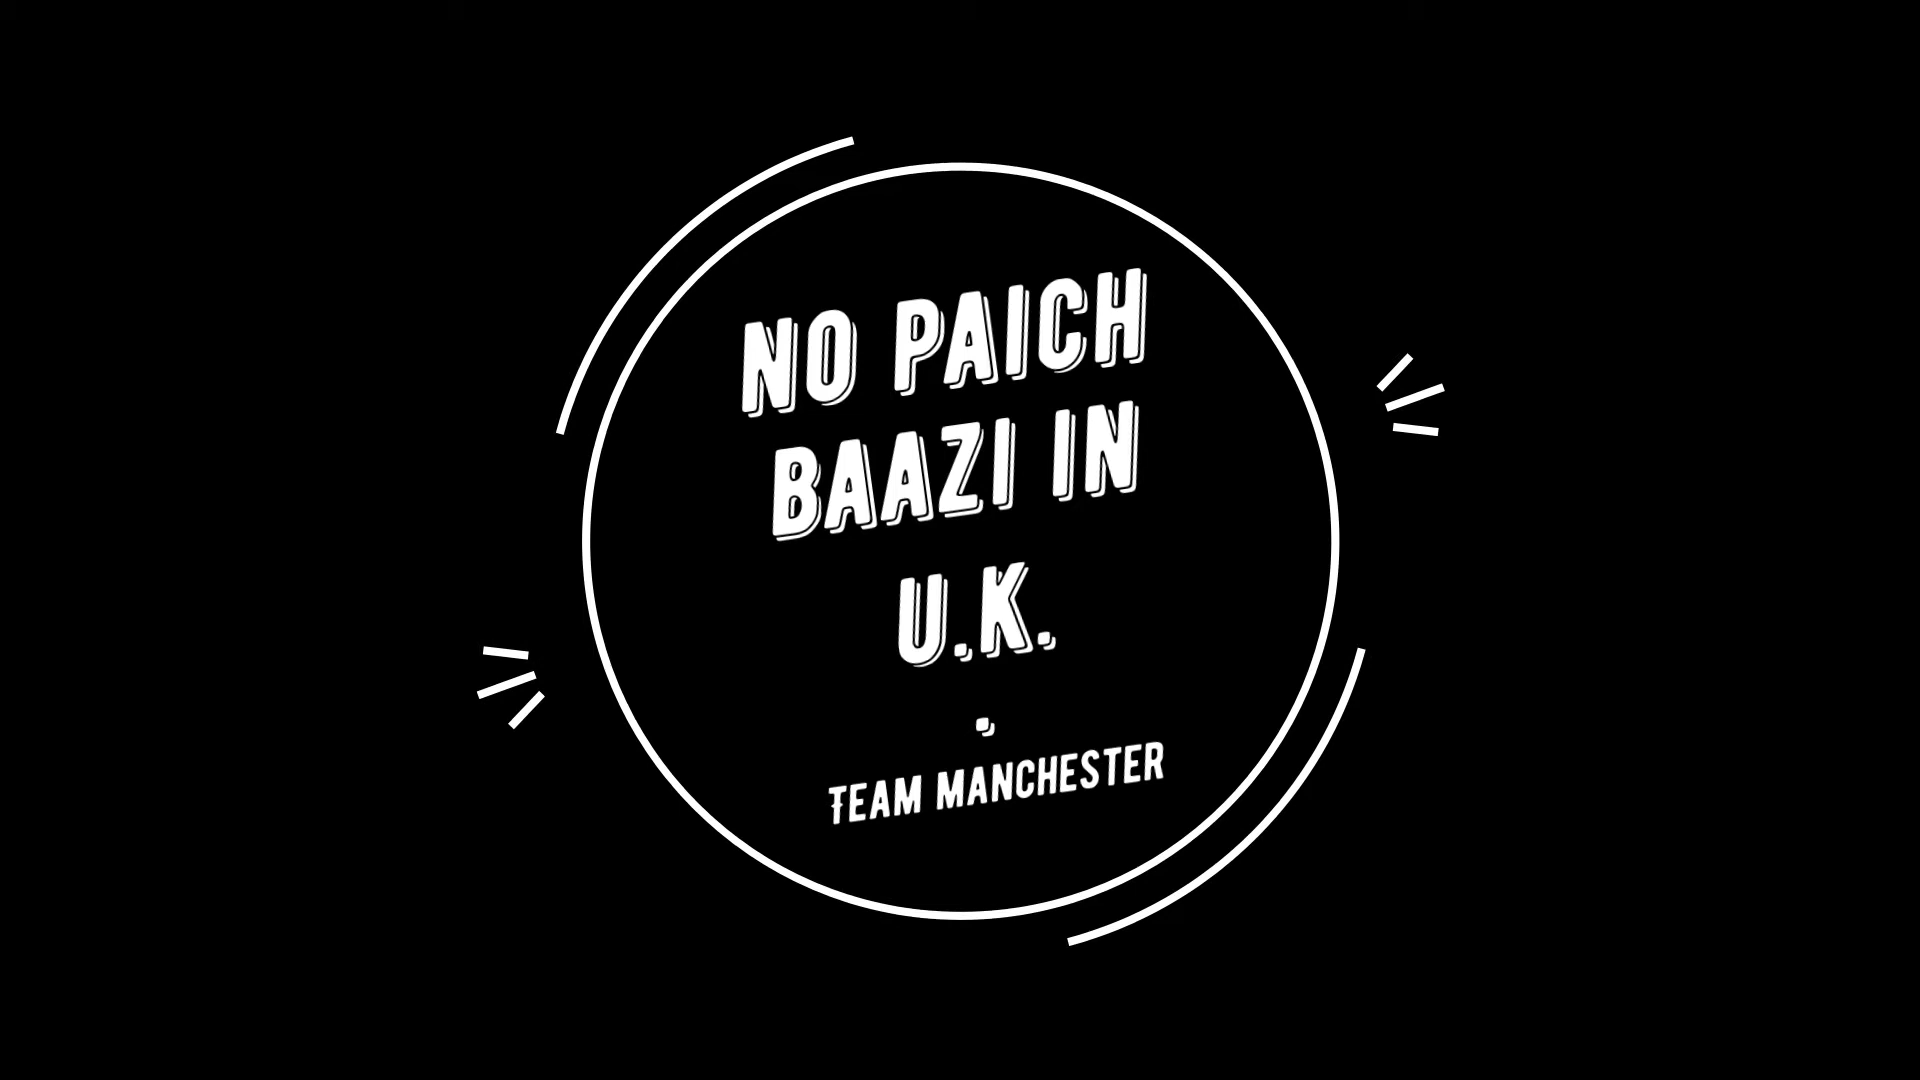 NO PAICH
BAAZI IN
U.K.
.
TEAM MANCHESTER